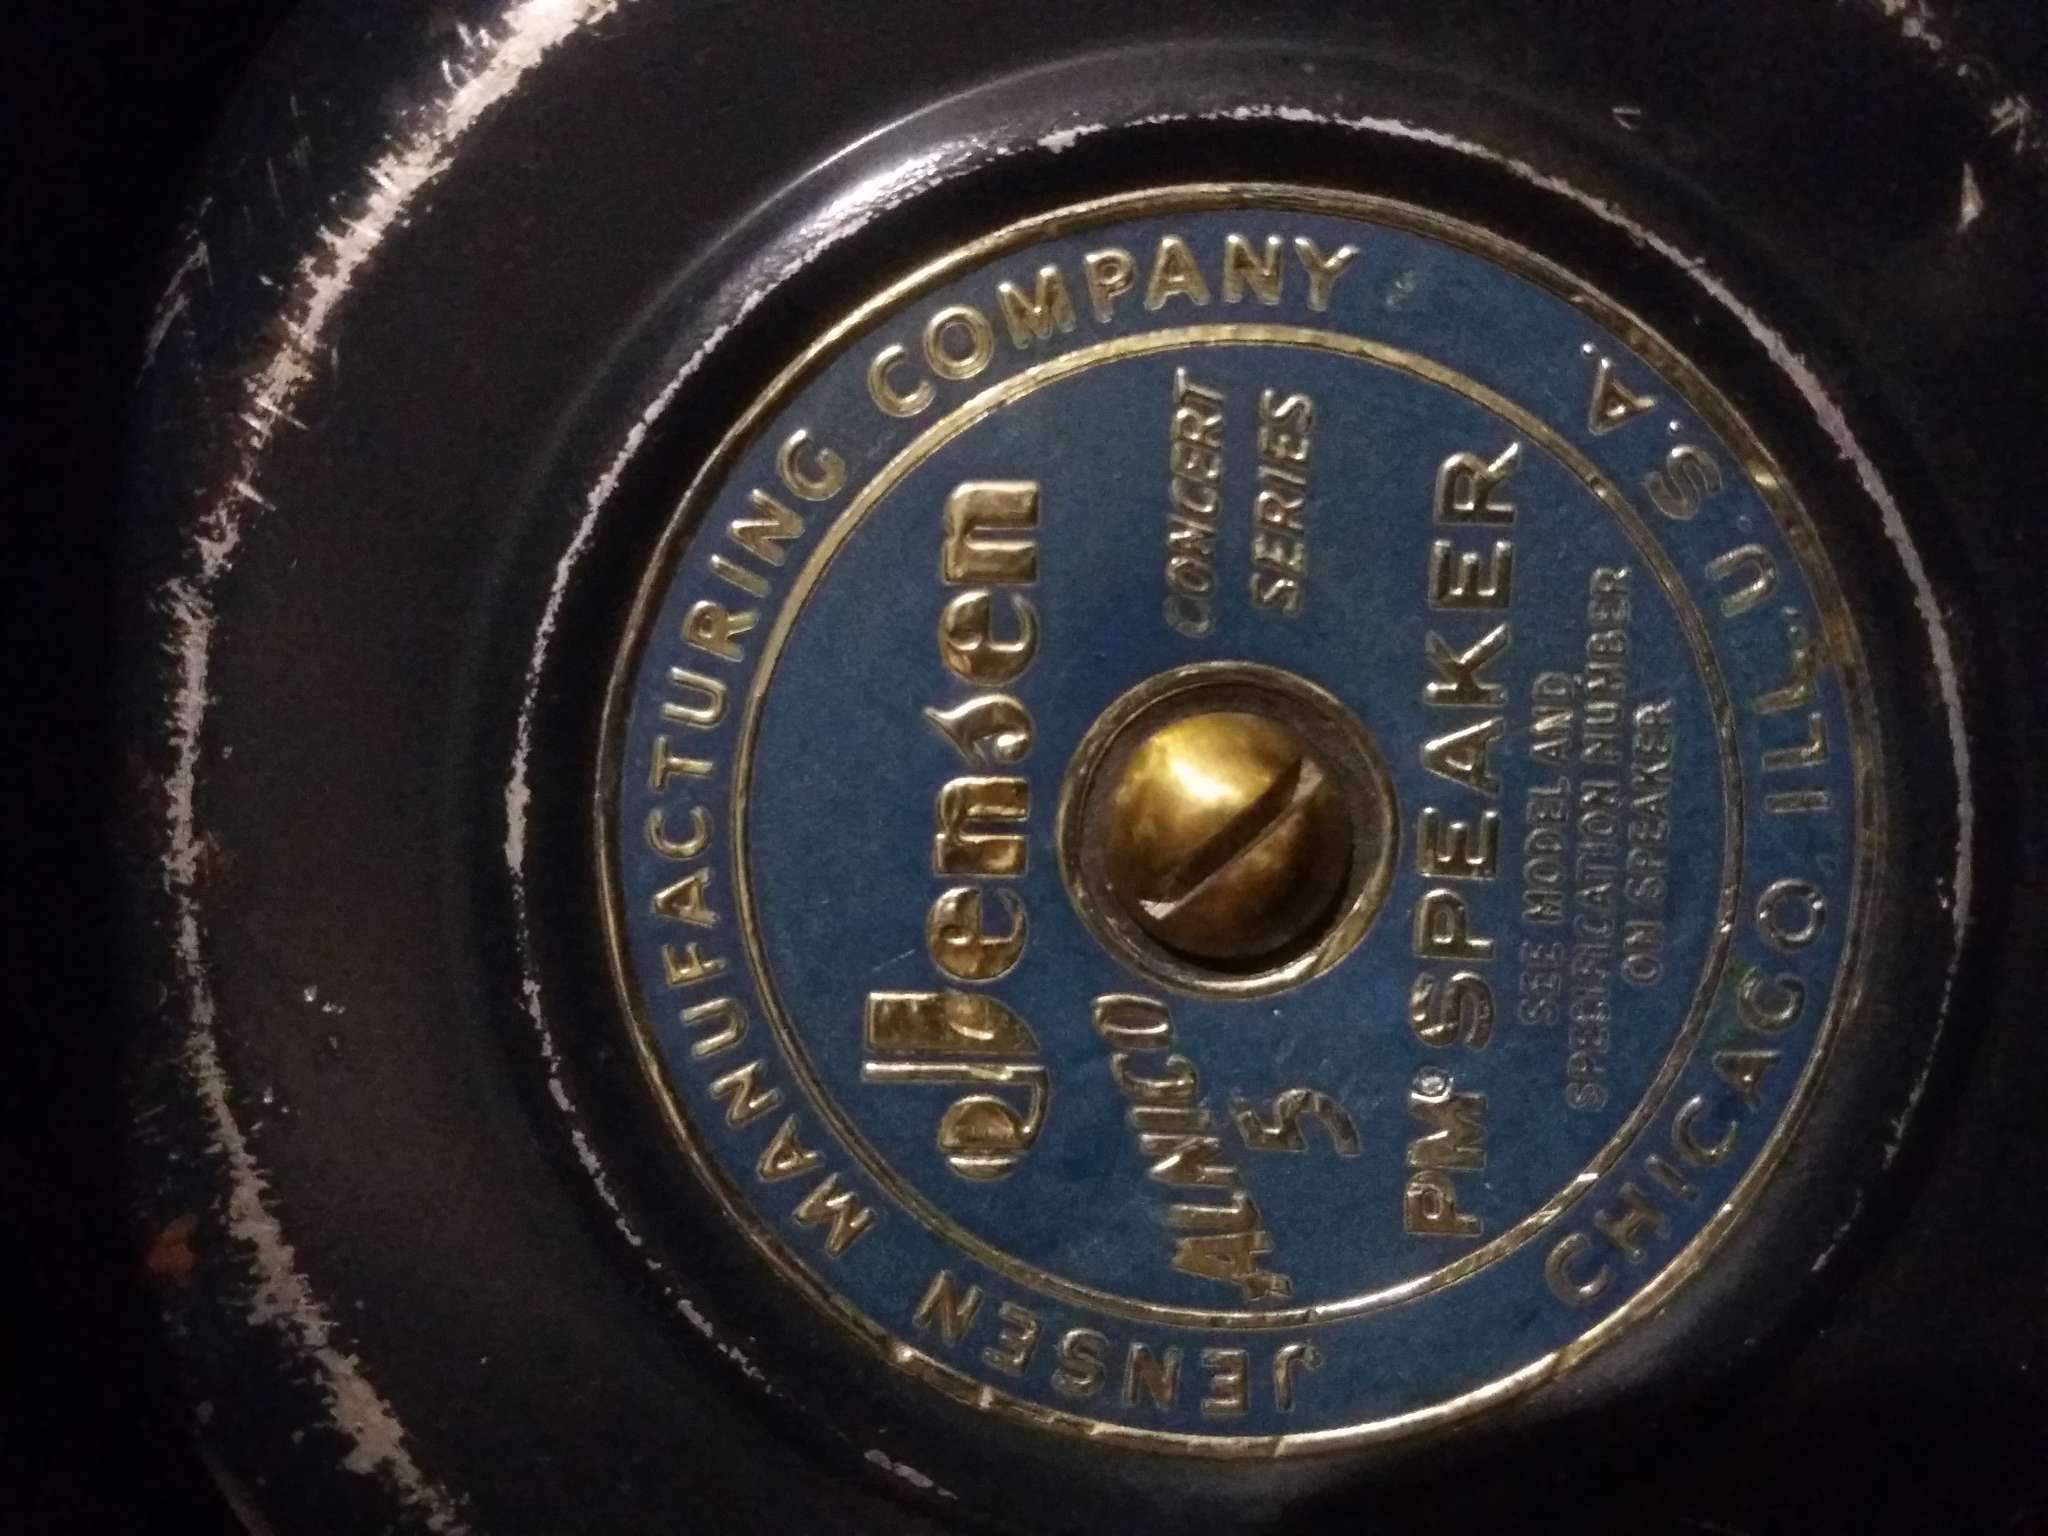 JENSEN MANUFACTURING COMPANY
Jensen
ALNICO
5
CONCERT
SERIES
PM® SPEAKER
SEE MODEL AND
SPECIFICATION NUMBER
ON SPEAKER
CHICAGO ILL., U.S.A.